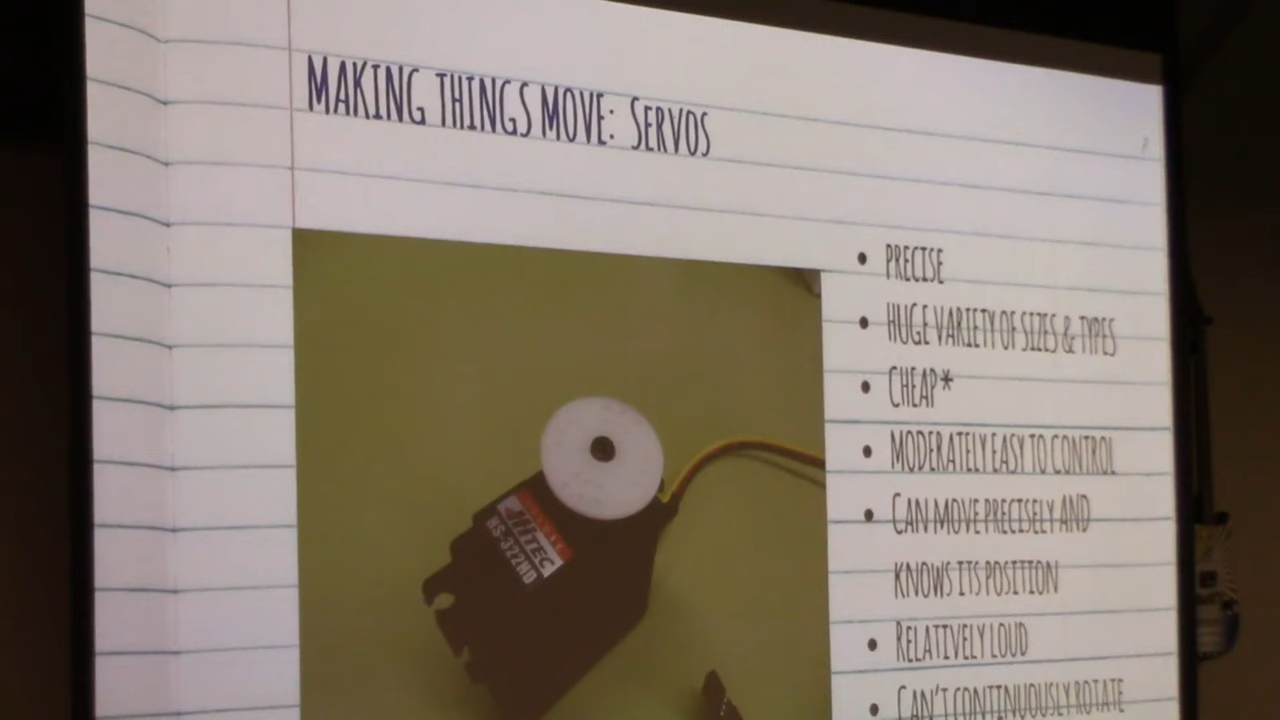 MAKING THINGS MOVE: SERVOS
• PRECISE
• HUGE VARIETY OF SIZES & TYPES
• CHEAP*
• MODERATELY EASY TO CONTROL
• CAN MOVE PRECISELY AND
KNOWS ITS POSITION
• RELATIVELY LOUD
• CAN'T CONTINUOUSLY ROTATE
HITEC
HS-322HD